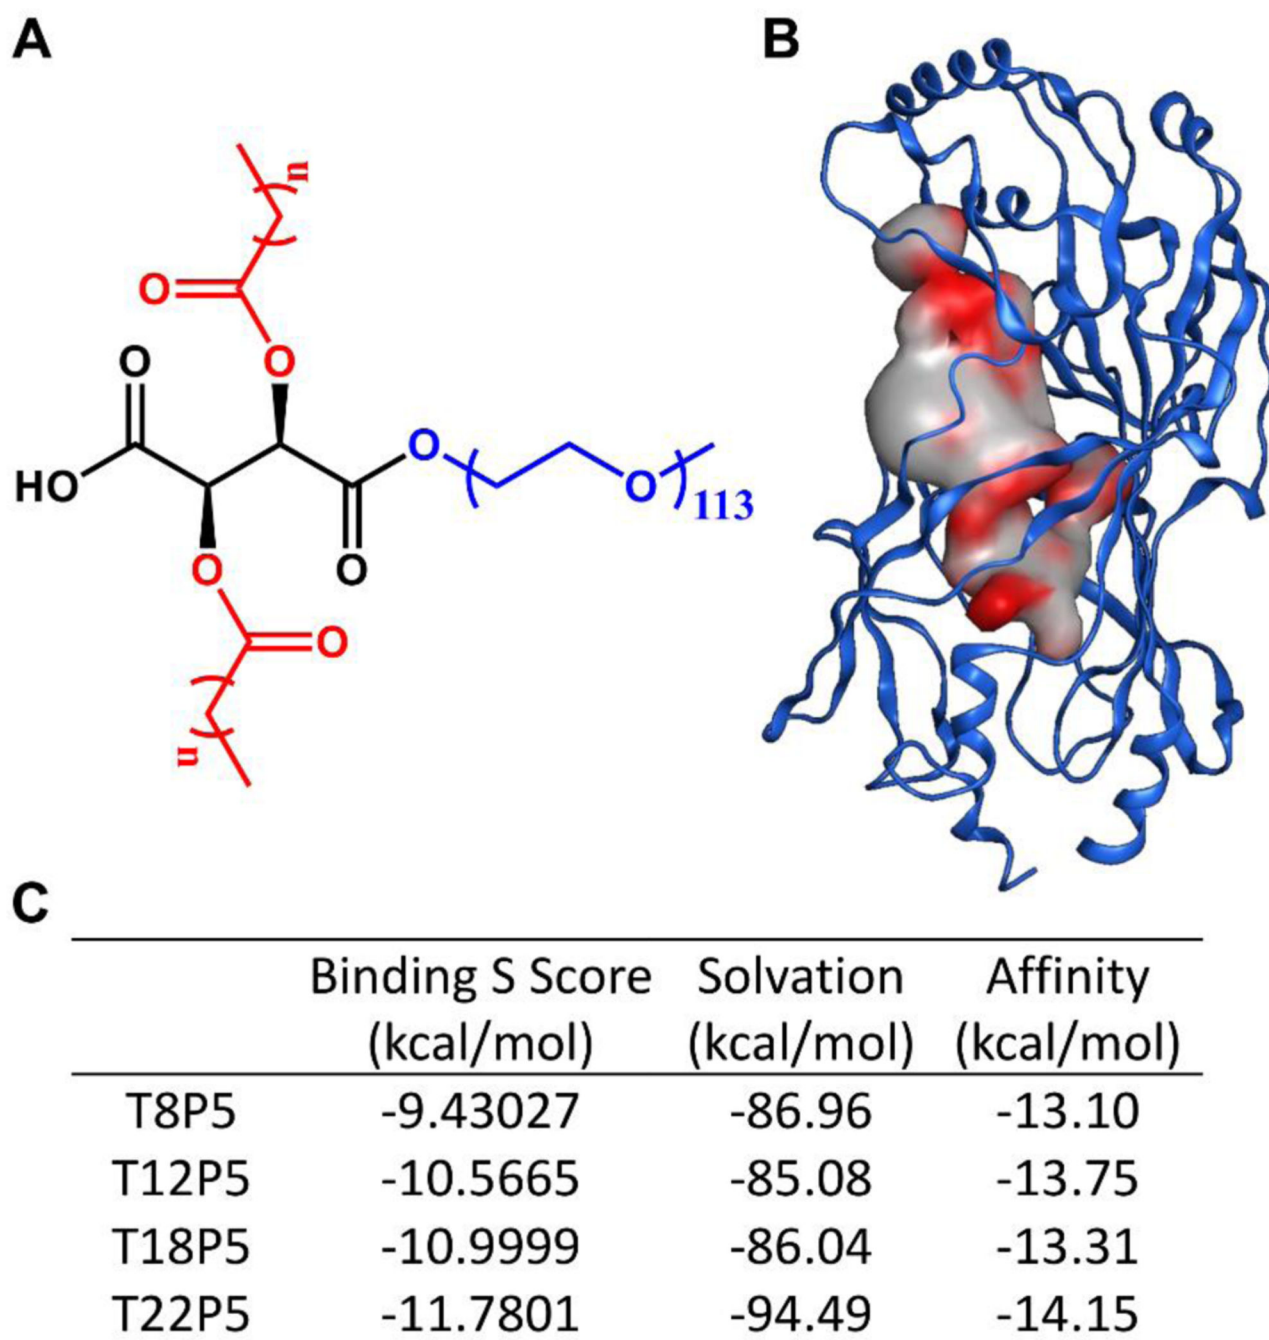 A
B
n
O
O
O
HO
O
O
113
O
O
O
n
C
Binding S Score Solvation Affinity
(kcal/mol) (kcal/mol) (kcal/mol)
T8P5 -9.43027 -86.96 -13.10
T12P5 -10.5665 -85.08 -13.75
T18P5 -10.9999 -86.04 -13.31
T22P5 -11.7801 -94.49 -14.15